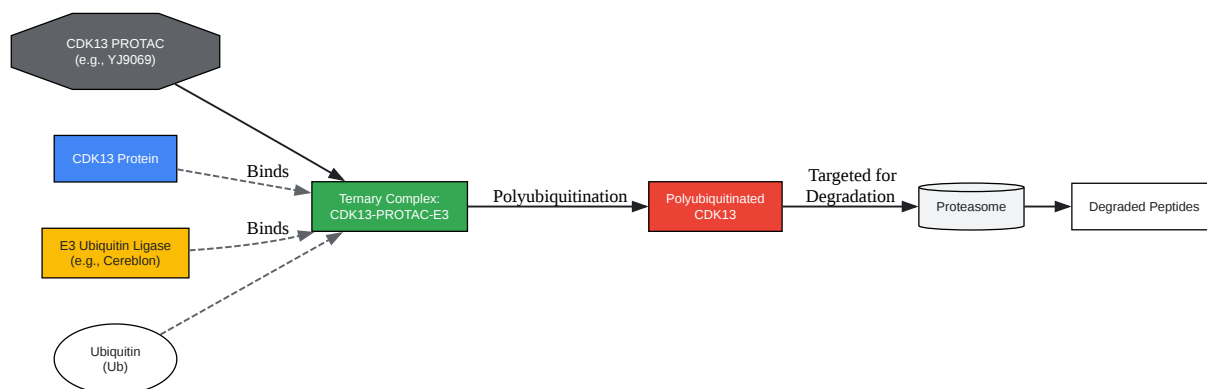 CDK13 PROTAC
(e.g., YJ9069)
CDK13 Protein
Binds
E3 Ubiquitin Ligase
(e.g., Cereblon)
Binds
Ubiquitin
(Ub)
Ternary Complex:
CDK13-PROTAC-E3
Polyubiquitination
Polyubiquitinated
CDK13
Targeted for
Degradation
Proteasome
Degraded Peptides